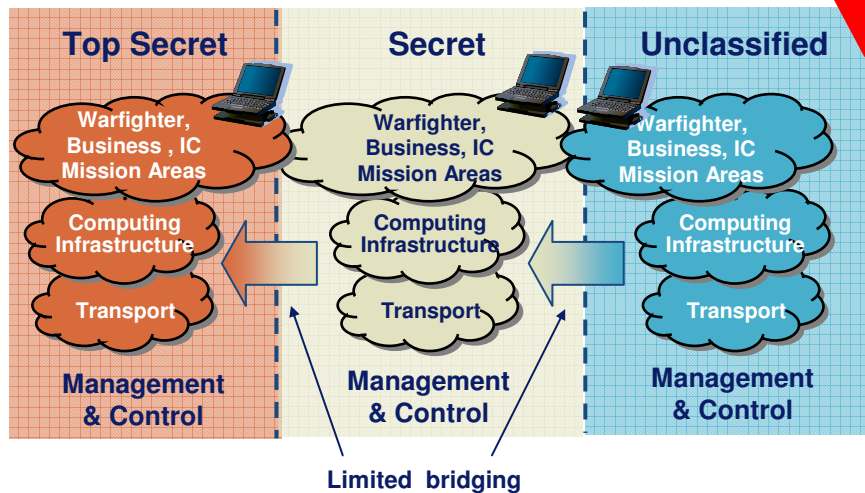 Top Secret
Warfighter,
Business , IC
Mission Areas
Computing
Infrastructure
Transport
Management
& Control
Secret
Warfighter,
Business, IC
Mission Areas
Computing
Infrastructure
Transport
Management
& Control
Unclassified
Warfighter,
Business, IC
Mission Areas
Computing
Infrastructure
Transport
Management
& Control
Limited bridging